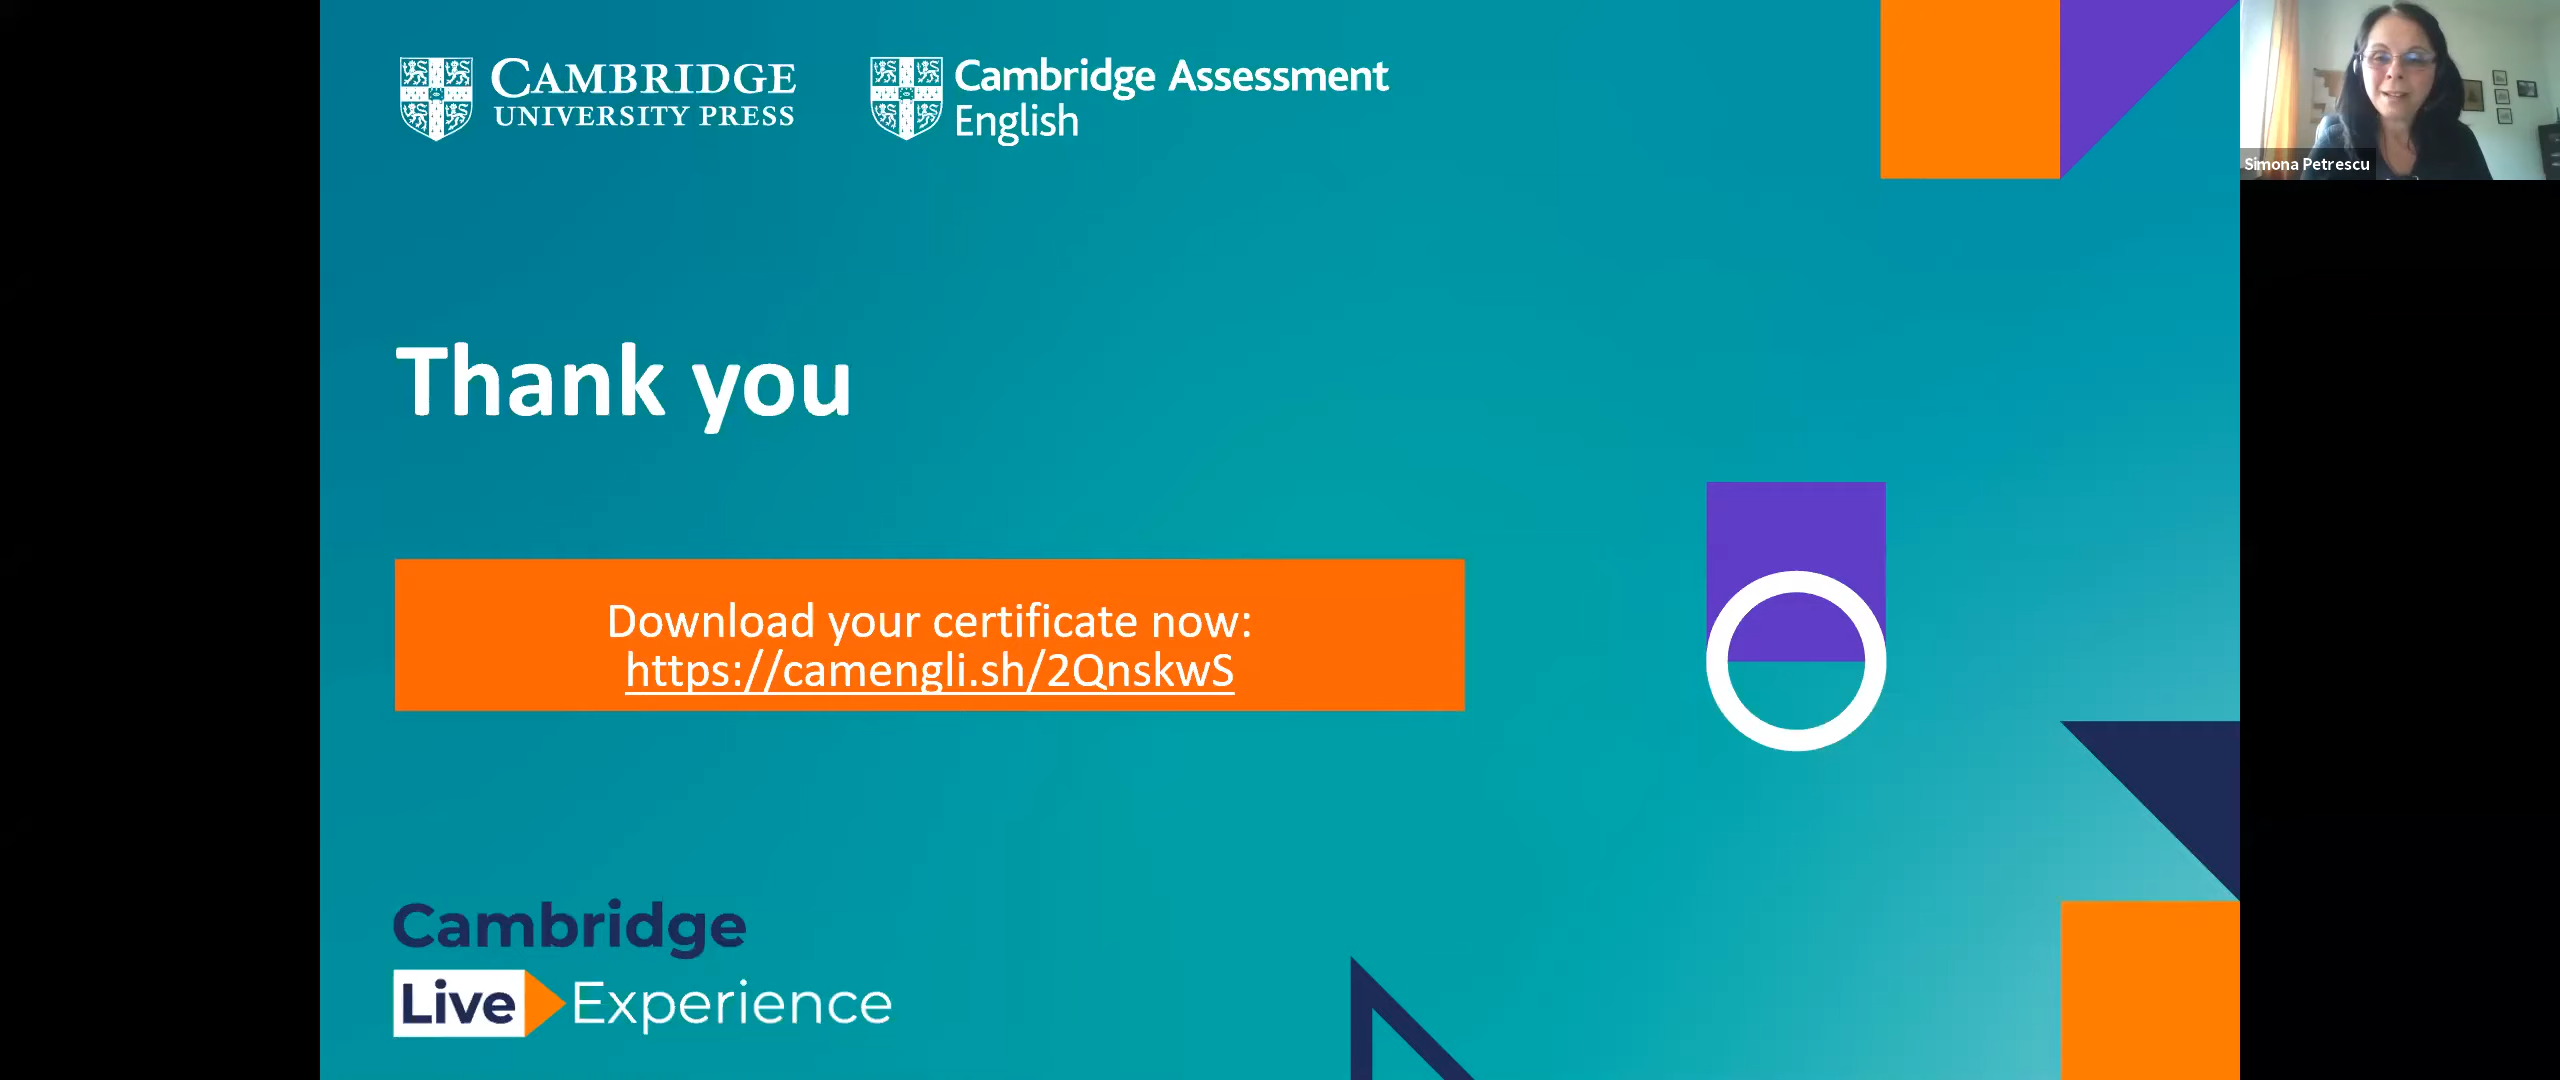 CAMBRIDGE
UNIVERSITY PRESS
Cambridge Assessment
English
Simona Petrescu
Thank you
Download your certificate now:
https://camengli.sh/2QnskwS
Cambridge
Live Experience